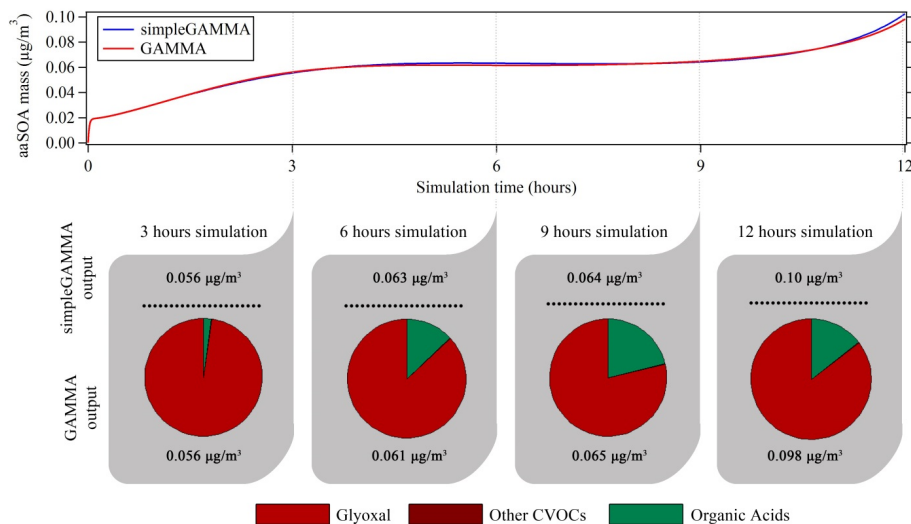 aaSOA mass (µg/m³)
0.10
0.08
0.06
0.04
0.02
0.00
simpleGAMMA
GAMMA
0
3
6
9
12
Simulation time (hours)
simpleGAMMA
output
GAMMA
output
3 hours simulation
6 hours simulation
9 hours simulation
12 hours simulation
0.056 µg/m³
0.063 µg/m³
0.064 µg/m³
0.10 µg/m³
0.056 µg/m³
0.061 µg/m³
0.065 µg/m³
0.098 µg/m³
Glyoxal
Other CVOCs
Organic Acids